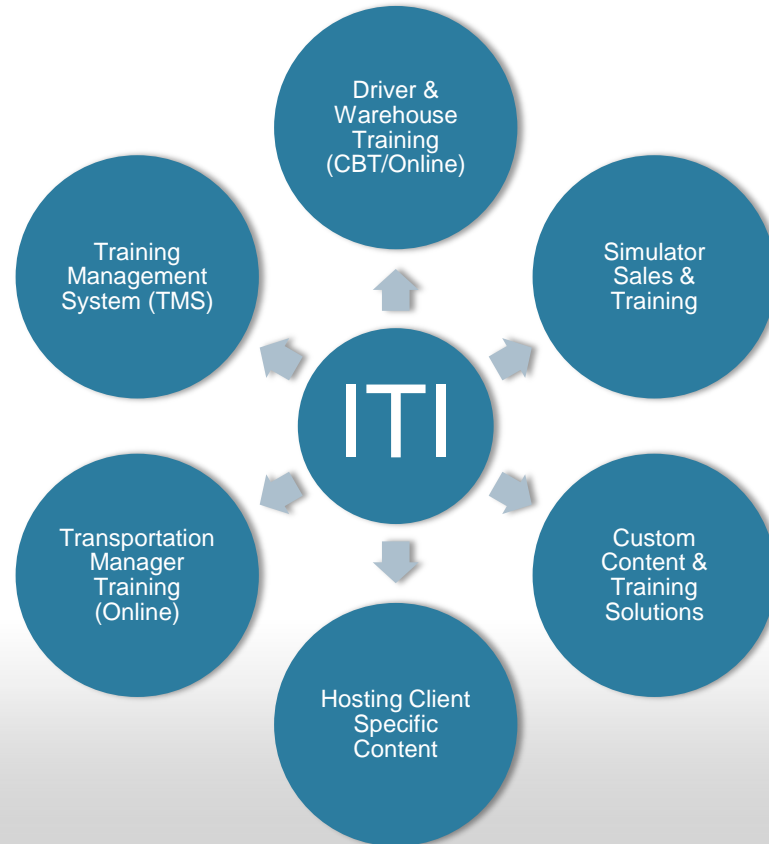 Driver &
Warehouse
Training
(CBT/Online)
Training
Management
System (TMS)
Simulator
Sales &
Training
ITI
Transportation
Manager
Training
(Online)
Custom
Content &
Training
Solutions
Hosting Client
Specific
Content